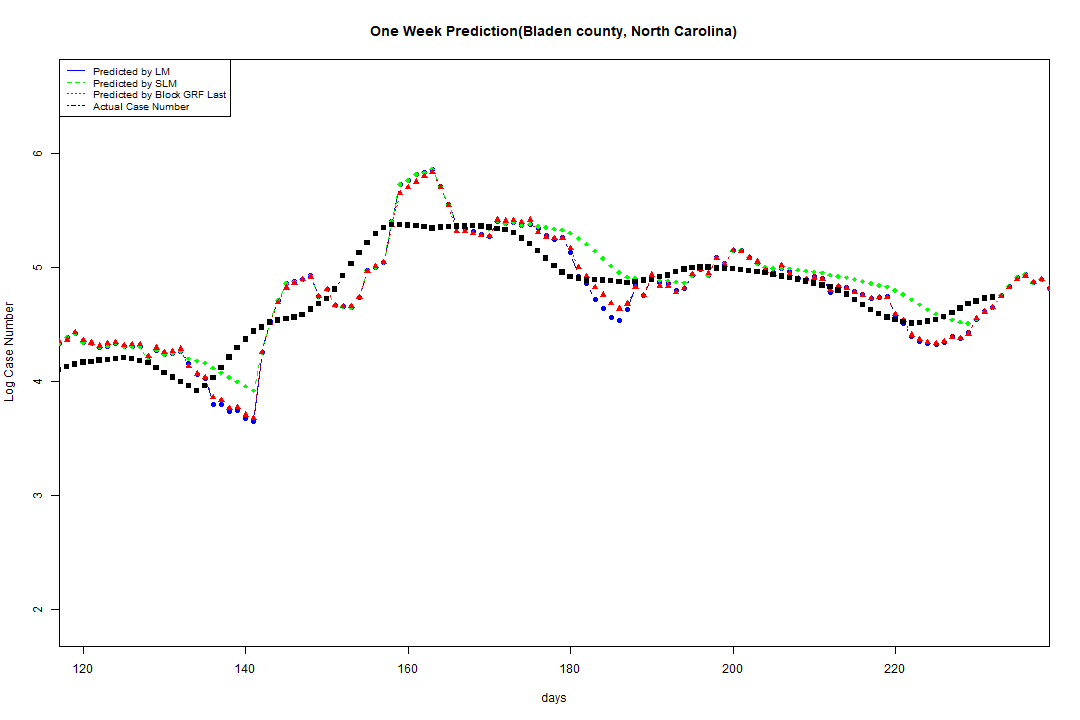 One Week Prediction(Bladen county, North Carolina)
Predicted by LM
Predicted by SLM
Predicted by Block GRF Last
Actual Case Number
Log Case Number
6
5
4
3
2
120 140 160 180 200 220
days